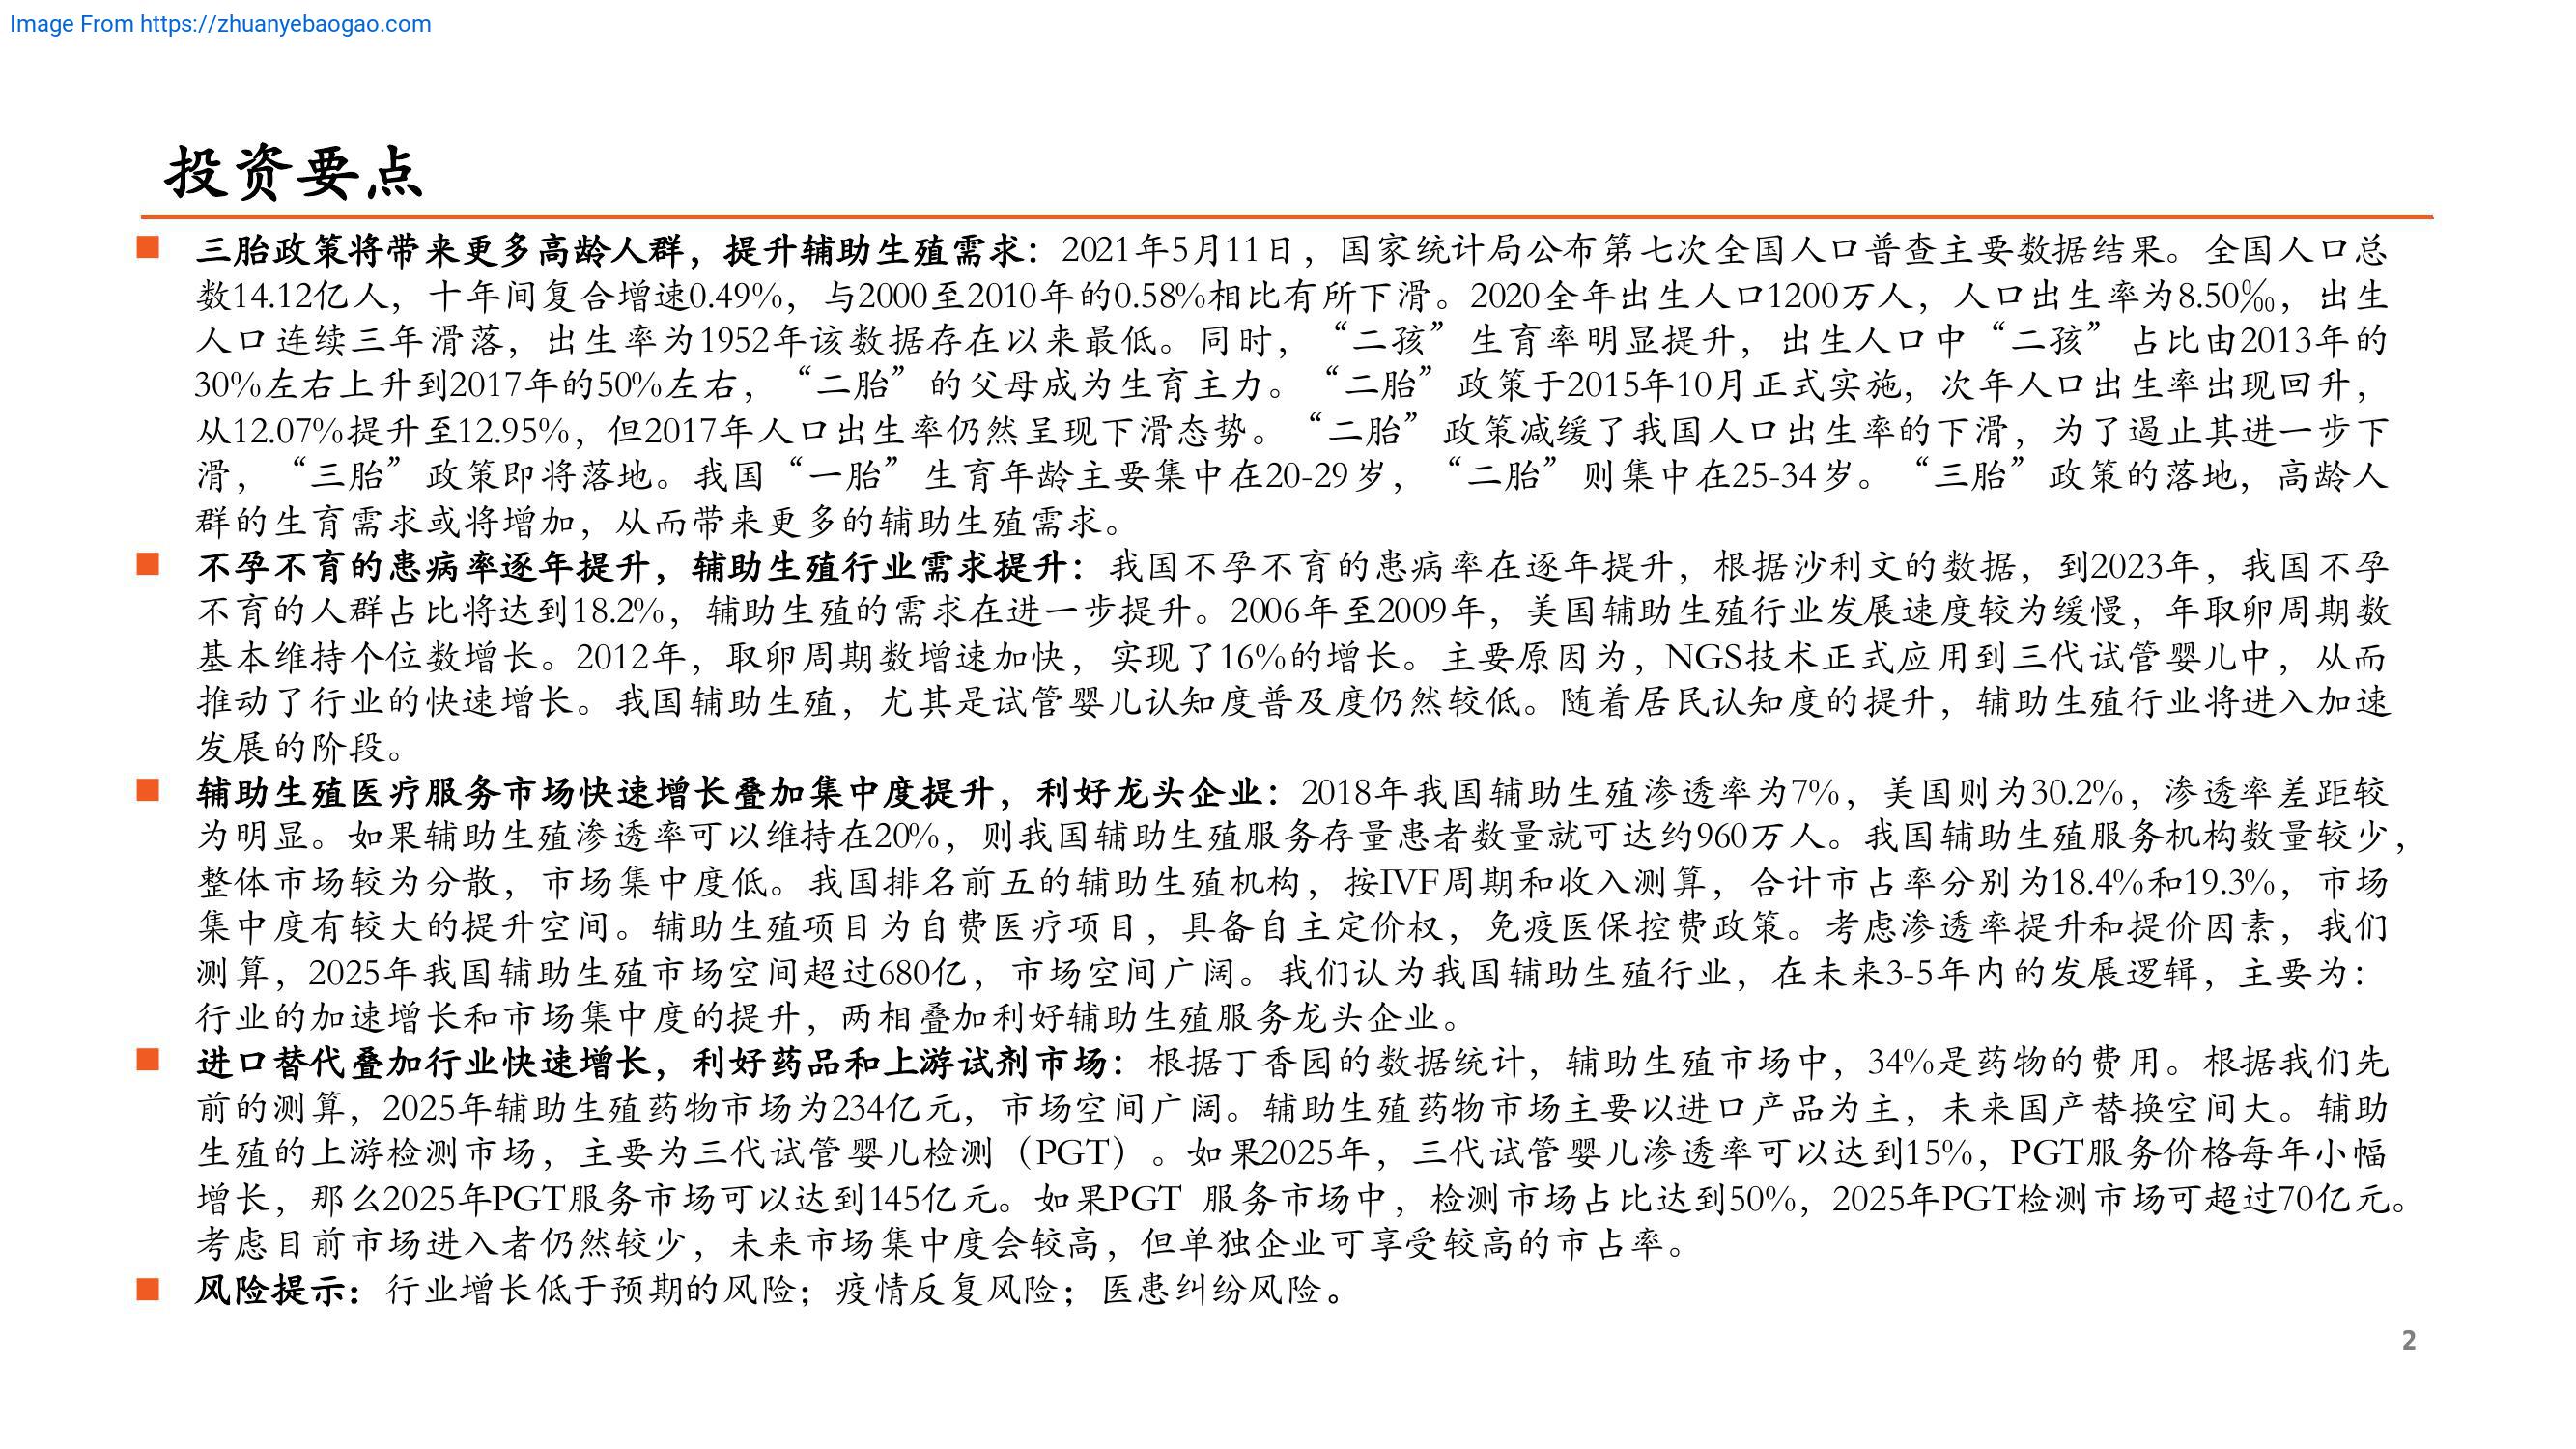 Image From https://zhuanyebaogao.com
投资要点
三胎政策将带来更多高龄人群，提升辅助生殖需求：2021年5月11日，国家统计局公布第七次全国人口普查主要数据结果。全国人口总
数14.12亿人，十年间复合增速0.49%，与2000至2010年的0.58%相比有所下滑。2020全年出生人口1200万人，人口出生率为8.50‰，出生
人口连续三年滑落，出生率为1952年该数据存在以来最低。同时，“二孩”生育率明显提升，出生人口中“二孩”占比由2013年的
30%左右上升到2017年的50%左右，“二胎”的父母成为生育主力。“二胎”政策于2015年10月正式实施，次年人口出生率出现回升，
从12.07%提升至12.95%，但2017年人口出生率仍然呈现下滑态势。“二胎”政策减缓了我国人口出生率的下滑，为了遏止其进一步下
滑，“三胎”政策即将落地。我国“一胎”生育年龄主要集中在20-29岁，“二胎”则集中在25-34岁。“三胎”政策的落地，高龄人
群的生育需求或将增加，从而带来更多的辅助生殖需求。
不孕不育的患病率逐年提升，辅助生殖行业需求提升：我国不孕不育的患病率在逐年提升，根据沙利文的数据，到2023年，我国不孕
不育的人群占比将达到18.2%，辅助生殖的需求在进一步提升。2006年至2009年，美国辅助生殖行业发展速度较为缓慢，年取卵周期数
基本维持个位数增长。2012年，取卵周期数增速加快，实现了16%的增长。主要原因为，NGS技术正式应用到三代试管婴儿中，从而
推动了行业的快速增长。我国辅助生殖，尤其是试管婴儿认知度普及度仍然较低。随着居民认知度的提升，辅助生殖行业将进入加速
发展的阶段。
辅助生殖医疗服务市场快速增长叠加集中度提升，利好龙头企业：2018年我国辅助生殖渗透率为7%，美国则为30.2%，渗透率差距较
为明显。如果辅助生殖渗透率可以维持在20%，则我国辅助生殖服务存量患者数量就可达约960万人。我国辅助生殖服务机构数量较少，
整体市场较为分散，市场集中度低。我国排名前五的辅助生殖机构，按IVF周期和收入测算，合计市占率分别为18.4%和19.3%，市场
集中度有较大的提升空间。辅助生殖项目为自费医疗项目，具备自主定价权，免疫医保控费政策。考虑渗透率提升和提价因素，我们
测算，2025年我国辅助生殖市场空间超过680亿，市场空间广阔。我们认为我国辅助生殖行业，在未来3-5年内的发展逻辑，主要为：
行业的加速增长和市场集中度的提升，两相叠加利好辅助生殖服务龙头企业。
进口替代叠加行业快速增长，利好药品和上游试剂市场：根据丁香园的数据统计，辅助生殖市场中，34%是药物的费用。根据我们先
前的测算，2025年辅助生殖药物市场为234亿元，市场空间广阔。辅助生殖药物市场主要以进口产品为主，未来国产替换空间大。辅助
生殖的上游检测市场，主要为三代试管婴儿检测（PGT）。如果2025年，三代试管婴儿渗透率可以达到15%，PGT服务价格每年小幅
增长，那么2025年PGT服务市场可以达到145亿元。如果PGT 服务市场中，检测市场占比达到50%，2025年PGT检测市场可超过70亿元。
考虑目前市场进入者仍然较少，未来市场集中度会较高，但单独企业可享受较高的市占率。
风险提示：行业增长低于预期的风险；疫情反复风险；医患纠纷风险。
2